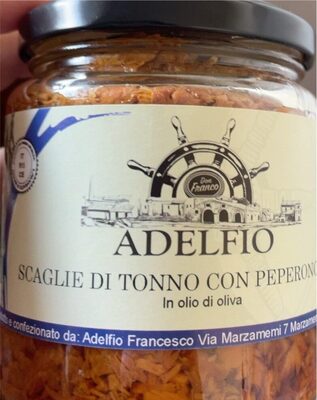 Don
Franco
ADELFIO
SCAGLIE DI TONNO CON PEPERONC
In olio di oliva
e confezionato da: Adelfio Francesco Via Marzamemi 7 Marzamem